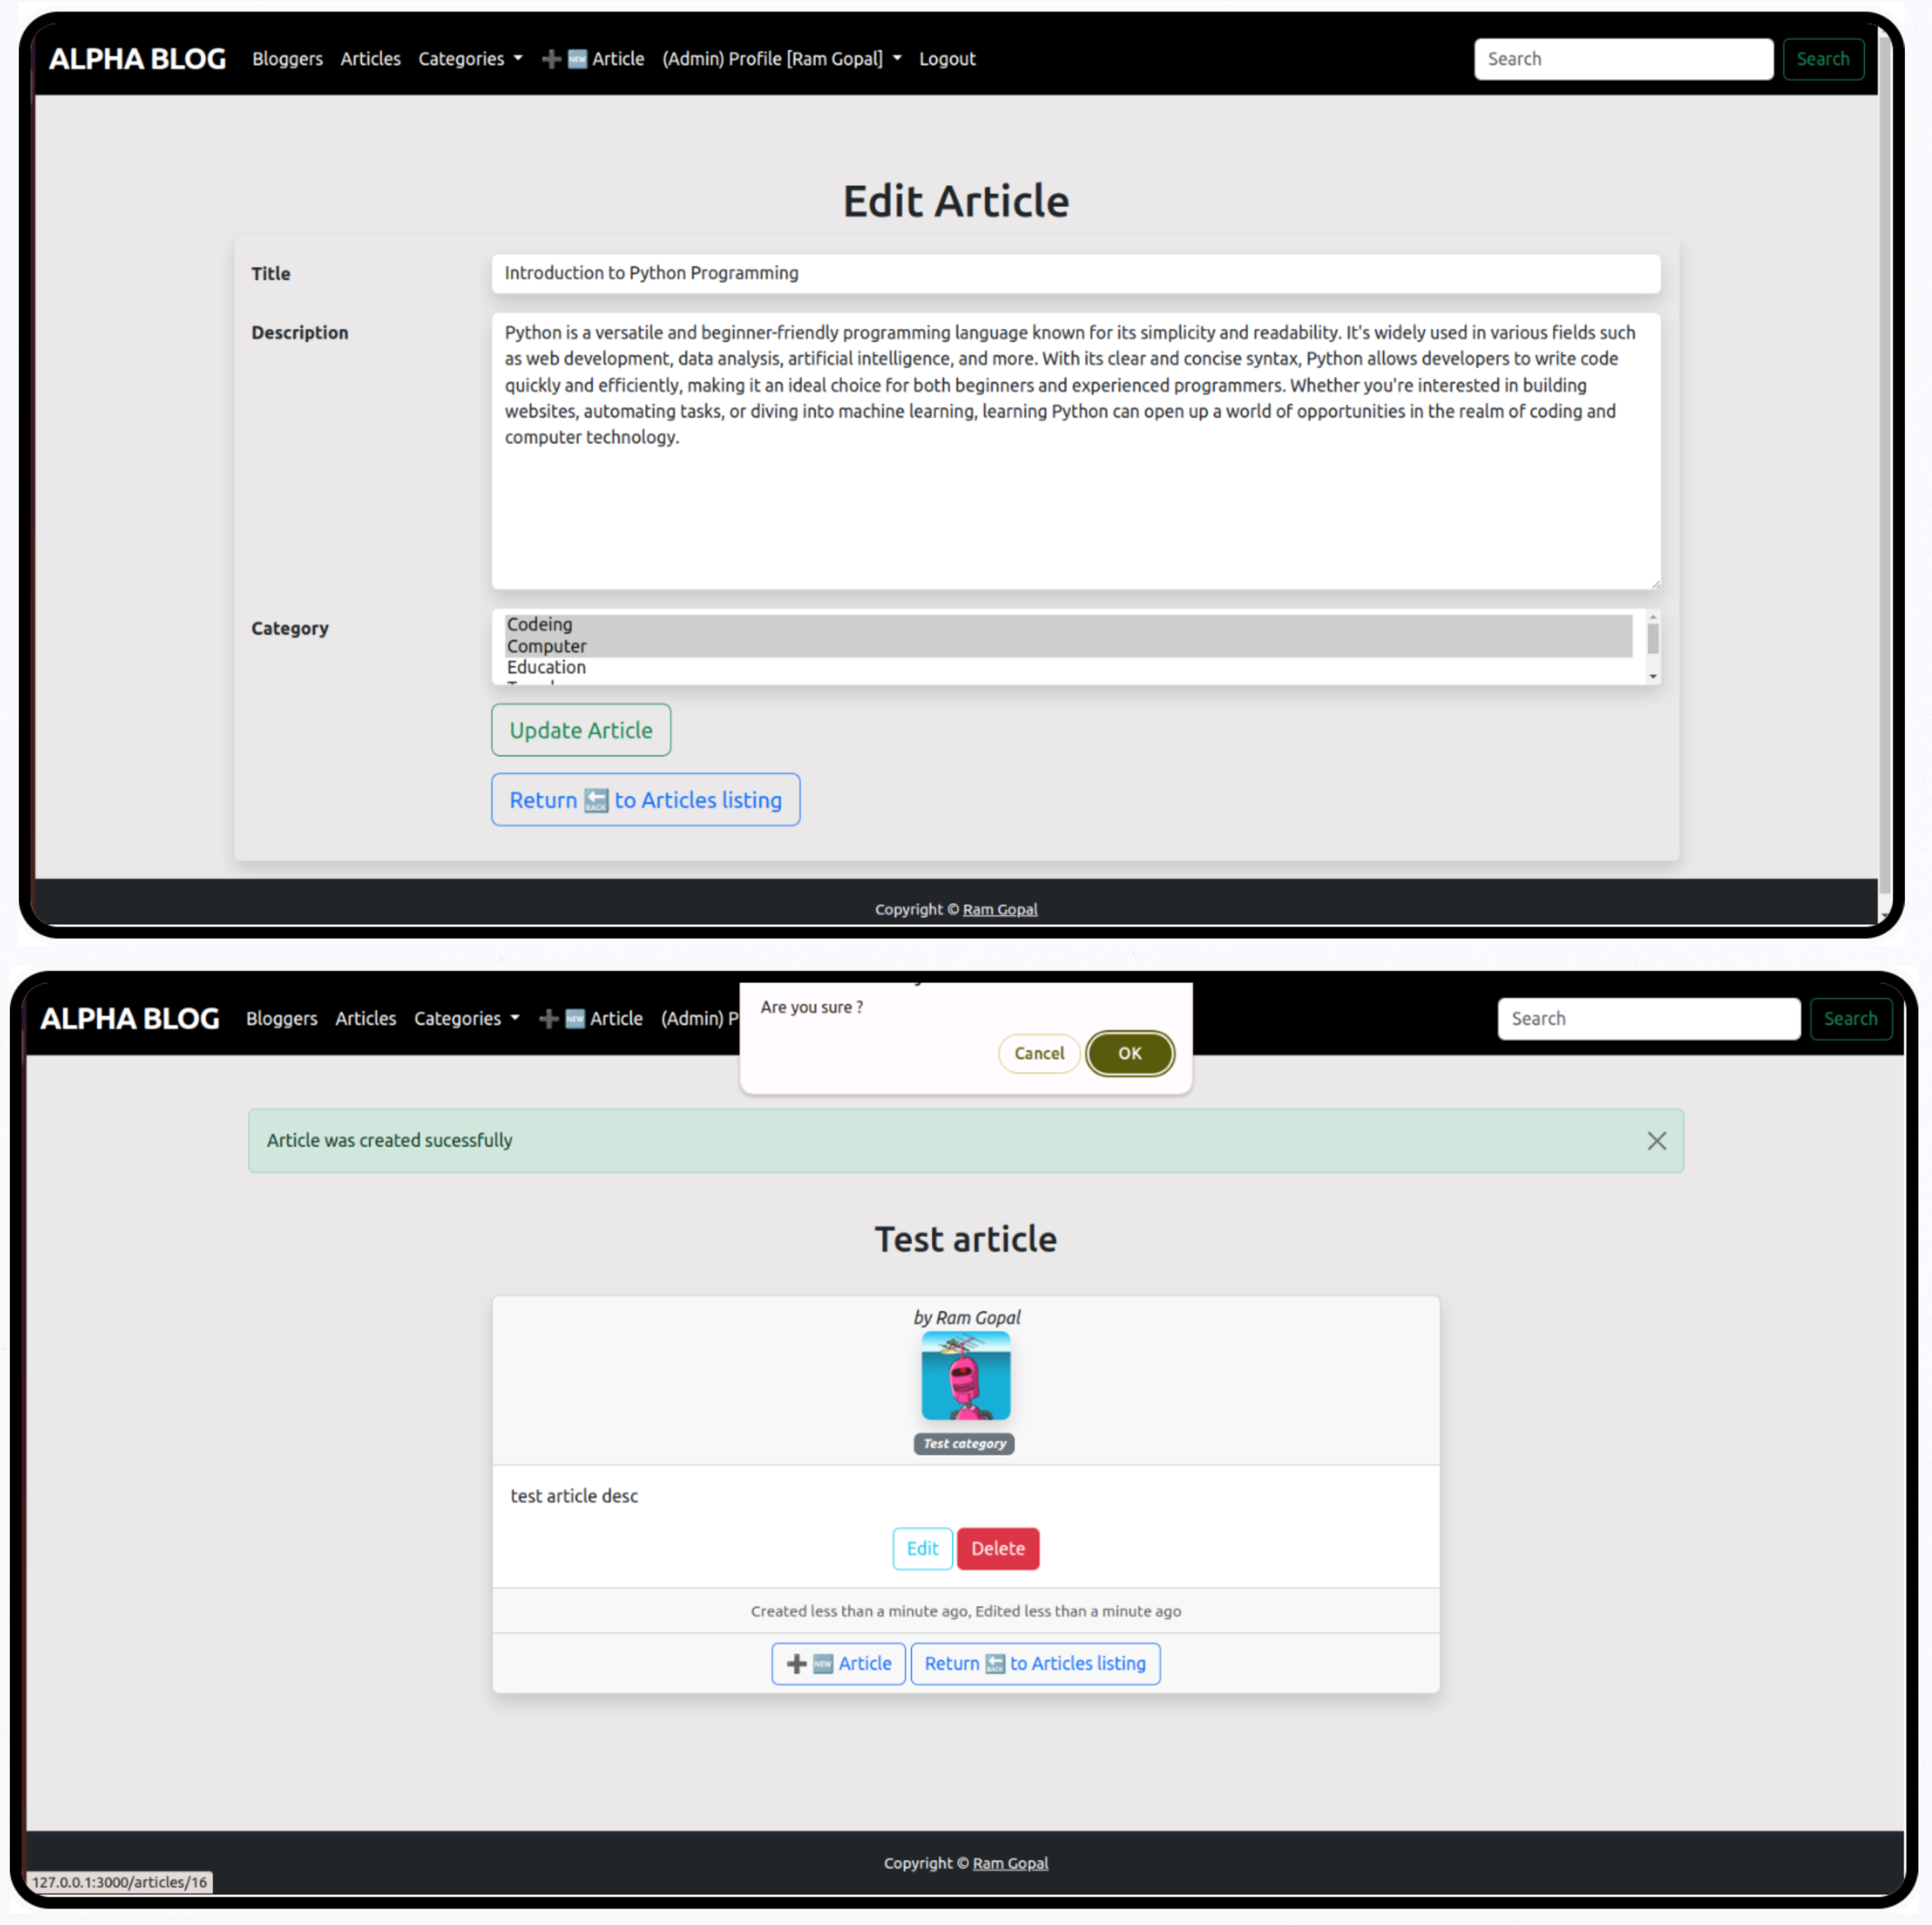 ALPHA BLOG Bloggers Articles Categories ➕ 🆕 Article (Admin) Profile [Ram Gopal] Logout Search Search
Edit Article
Title Introduction to Python Programming
Description Python is a versatile and beginner-friendly programming language known for its simplicity and readability. It's widely used in various fields such
as web development, data analysis, artificial intelligence, and more. With its clear and concise syntax, Python allows developers to write code
quickly and efficiently, making it an ideal choice for both beginners and experienced programmers. Whether you're interested in building
websites, automating tasks, or diving into machine learning, learning Python can open up a world of opportunities in the realm of coding and
computer technology.
Category Codeing
Computer
Education
Update Article
Return 🔙 to Articles listing
Copyright © Ram Gopal
ALPHA BLOG Bloggers Articles Categories ➕ 🆕 Article (Admin) P Search Search
Are you sure ?
Cancel OK
Article was created sucessfully
Test article
by Ram Gopal
Test category
test article desc
Edit Delete
Created less than a minute ago, Edited less than a minute ago
➕ 🆕 Article Return 🔙 to Articles listing
Copyright © Ram Gopal
127.0.0.1:3000/articles/16